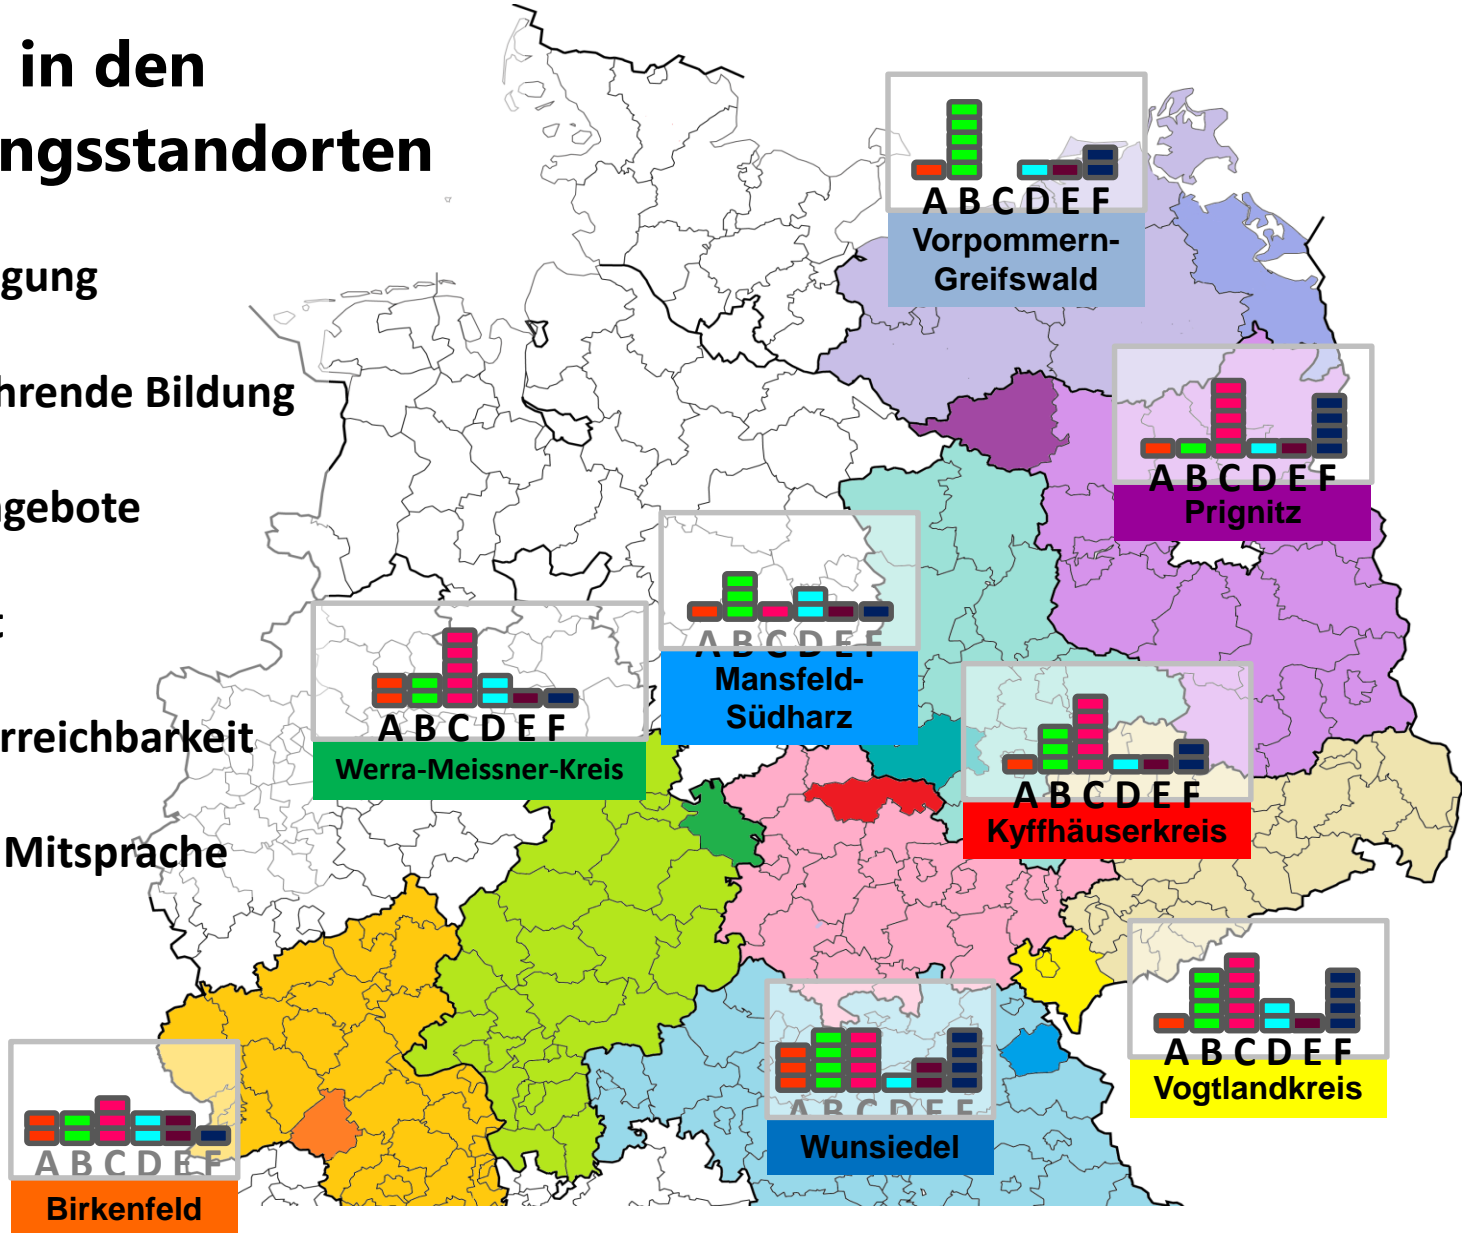 in den
ngsstandorten
gung
hrende Bildung
gebote
t
rreichbarkeit
Mitsprache
A B C D E F
Vorpommern-
Greifswald
A B C D E F
Prignitz
A B C D E F
Mansfeld-
Südharz
A B C D E F
Werra-Meissner-Kreis
A B C D E F
Kyffhäuserkreis
A B C D E F
Vogtlandkreis
A B C D E F
Wunsiedel
A B C D E F
Birkenfeld